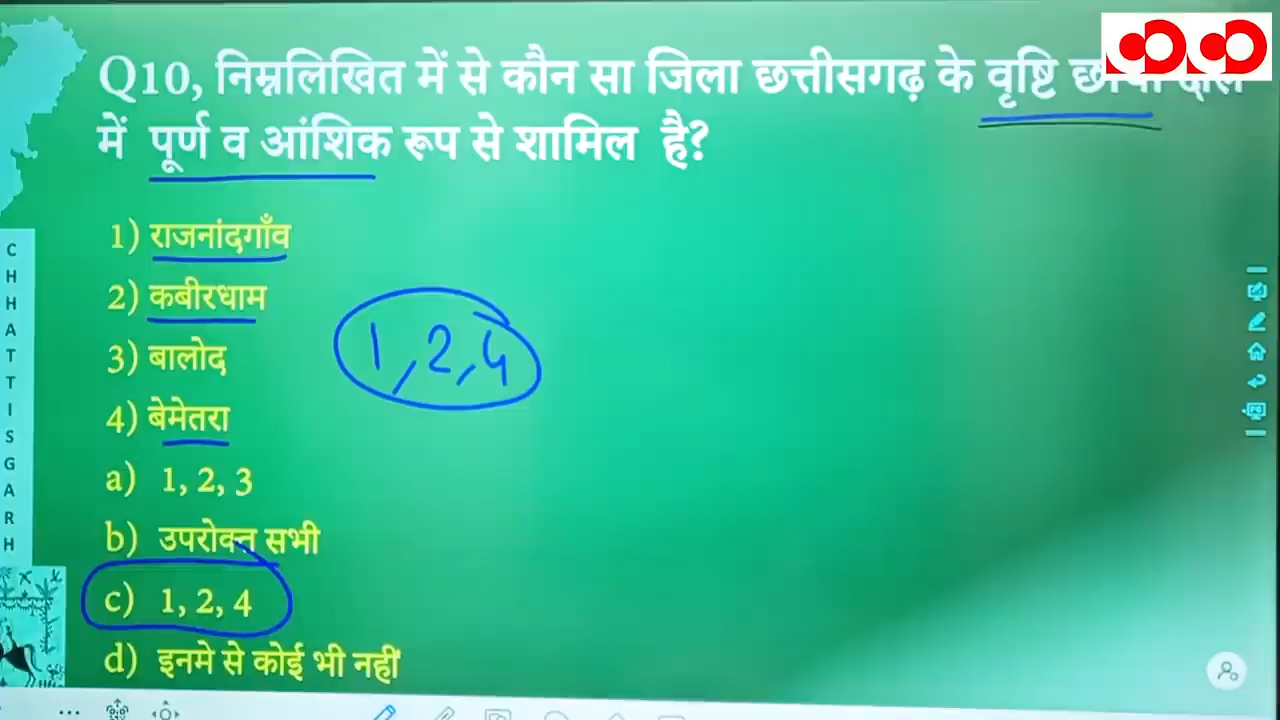 Q10, निम्नलिखित में से कौन सा जिला छत्तीसगढ़ के वृष्टि
में पूर्ण व आंशिक रूप से शामिल है?
1) राजनांदगाँव
2) कबीरधाम
3) बालोद
1, 2, 4
4) बेमेतरा
a) 1, 2, 3
b) उपरोक्त सभी
c) 1, 2, 4
d) इनमे से कोई भी नहीं
CHHATTISGARH